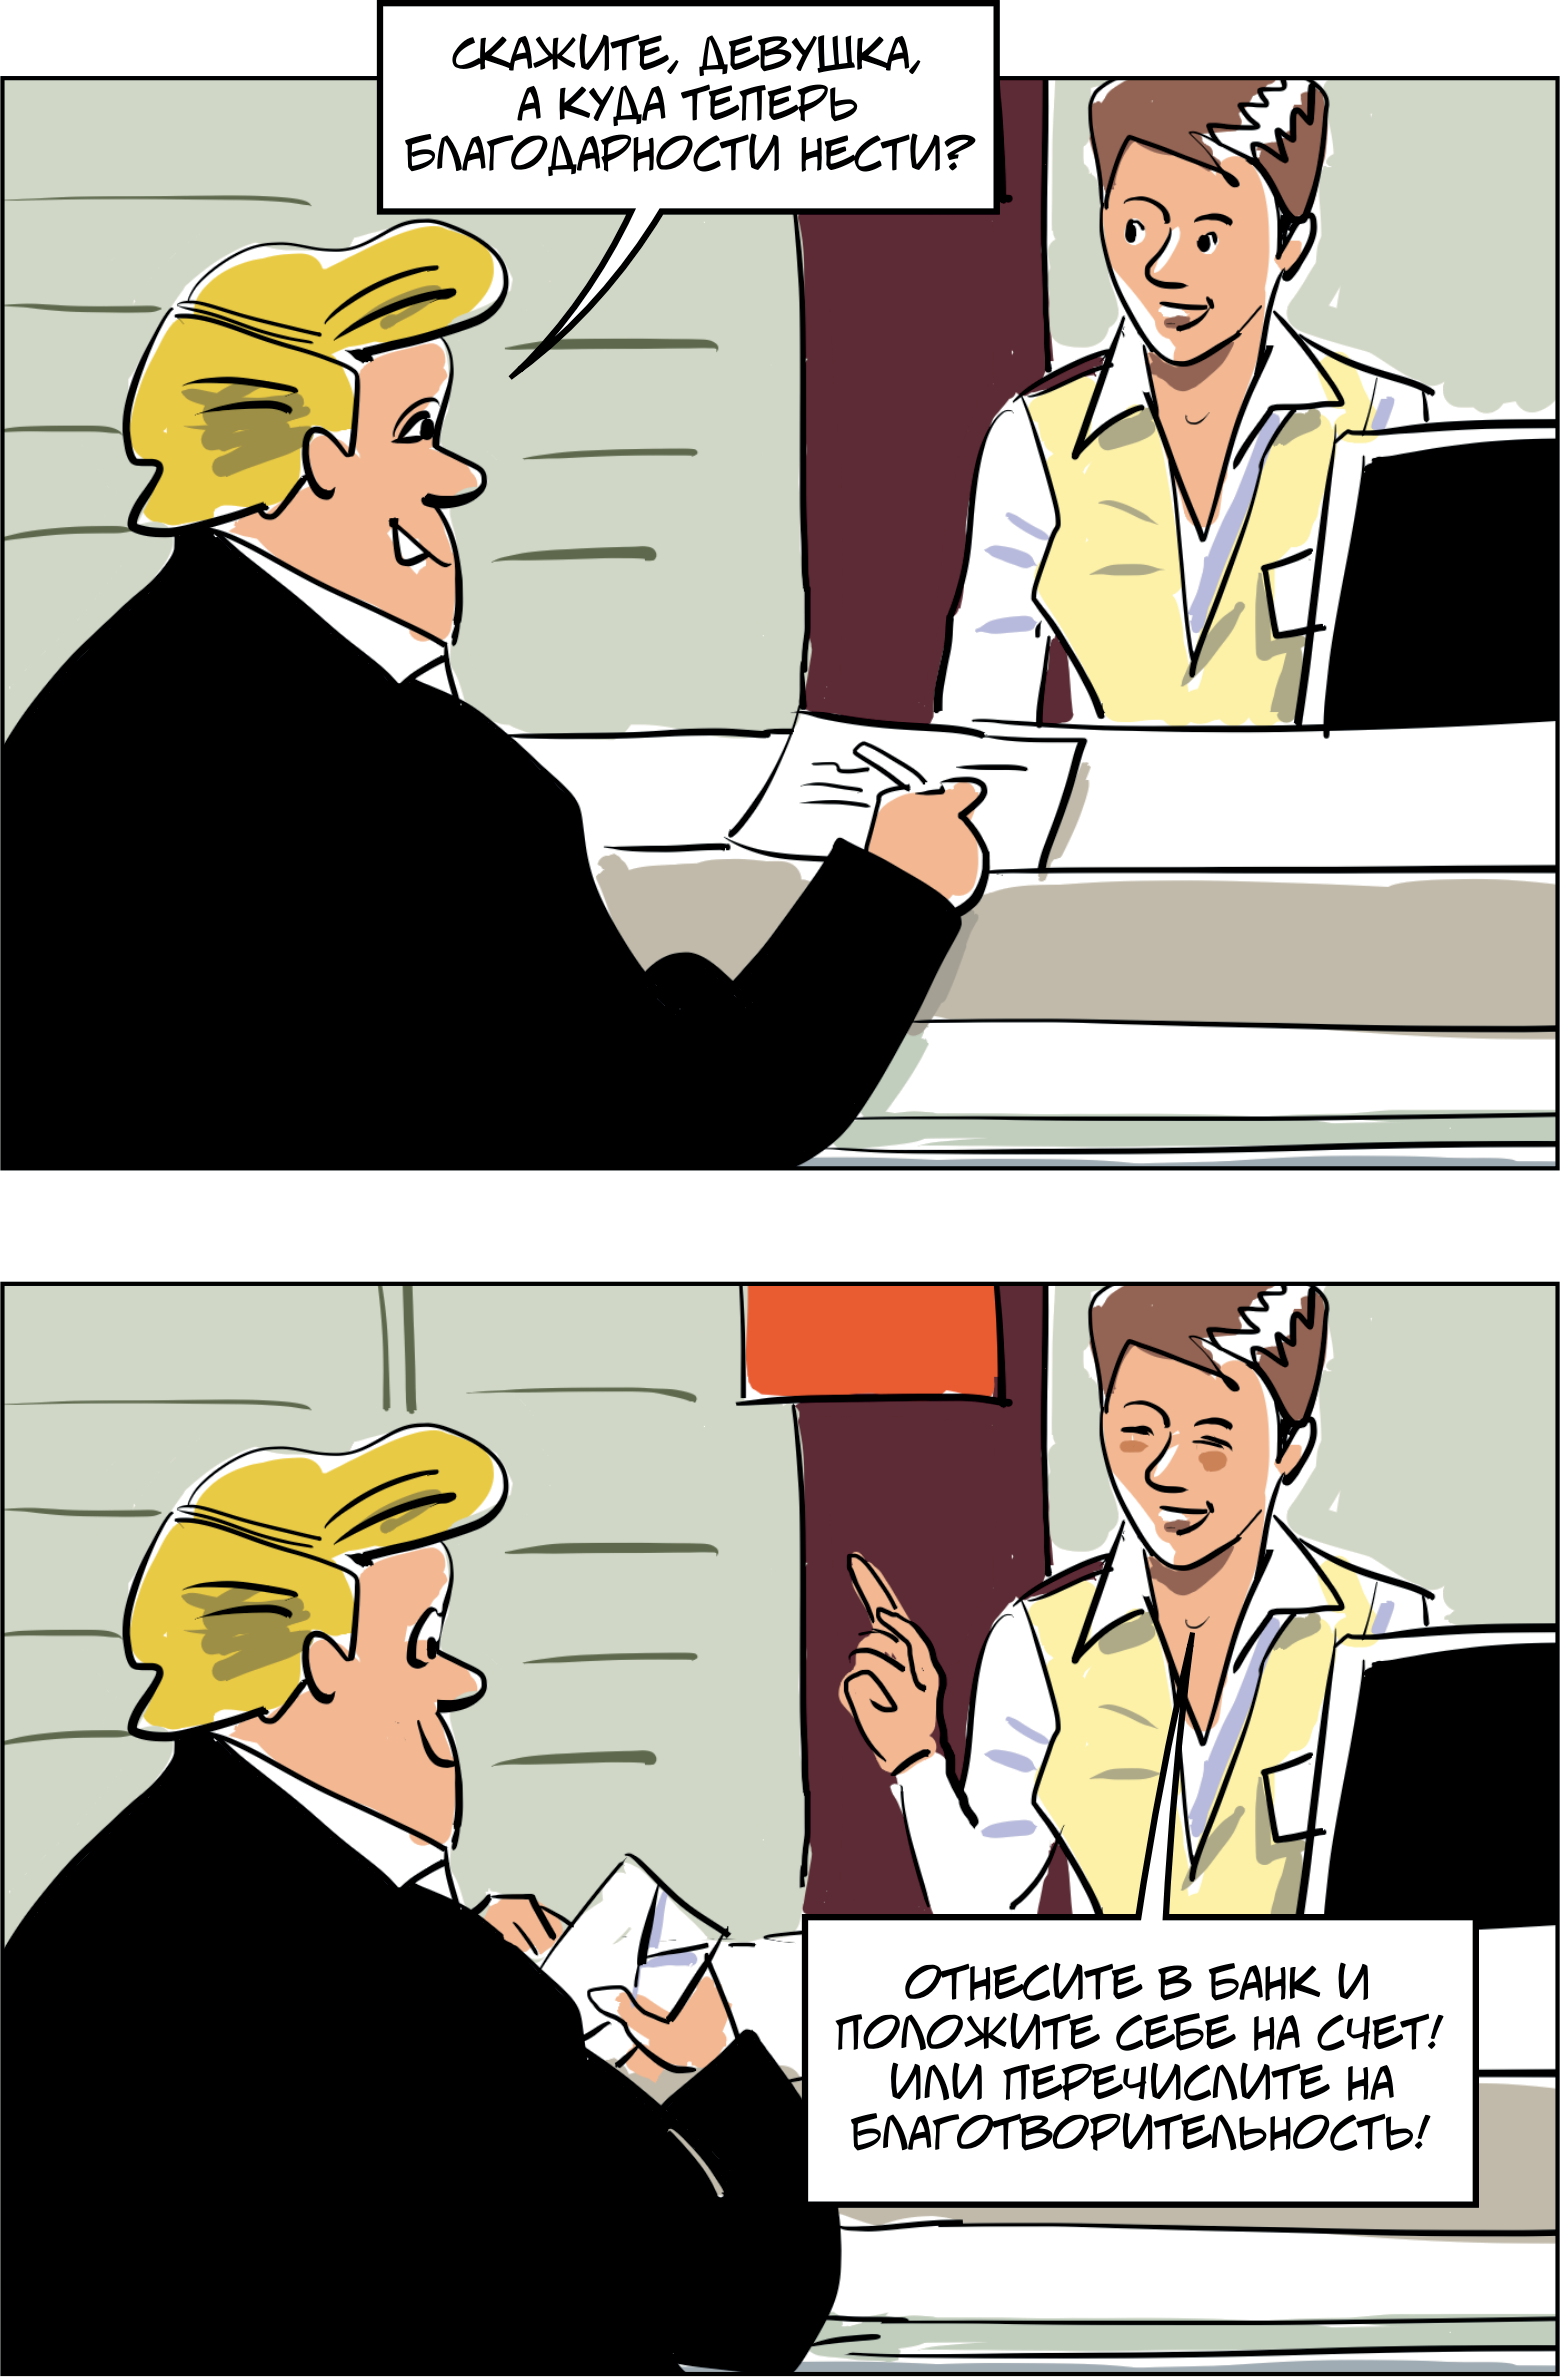 СКАЖИТЕ, ДЕВУШКА,
А КУДА ТЕПЕРЬ
БЛАГОДАРНОСТИ НЕСТИ?
ОТНЕСИТЕ В БАНК И
ПОЛОЖИТЕ СЕБЕ НА СЧЕТ!
ИЛИ ПЕРЕЧИСЛИТЕ НА
БЛАГОТВОРИТЕЛЬНОСТЬ!